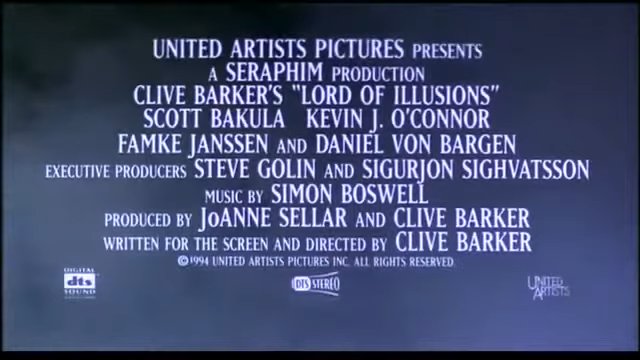 UNITED ARTISTS PICTURES PRESENTS
A SERAPHIM PRODUCTION
CLIVE BARKER'S "LORD OF ILLUSIONS"
SCOTT BAKULA KEVIN J. O'CONNOR
FAMKE JANSSEN AND DANIEL VON BARGEN
EXECUTIVE PRODUCERS STEVE GOLIN AND SIGURJON SIGHVATSSON
MUSIC BY SIMON BOSWELL
PRODUCED BY JOANNE SELLAR AND CLIVE BARKER
WRITTEN FOR THE SCREEN AND DIRECTED BY CLIVE BARKER
©1994 UNITED ARTISTS PICTURES INC. ALL RIGHTS RESERVED.
DIGITAL
dts
SOUND
DTS STEREO
UNITED
ARTISTS